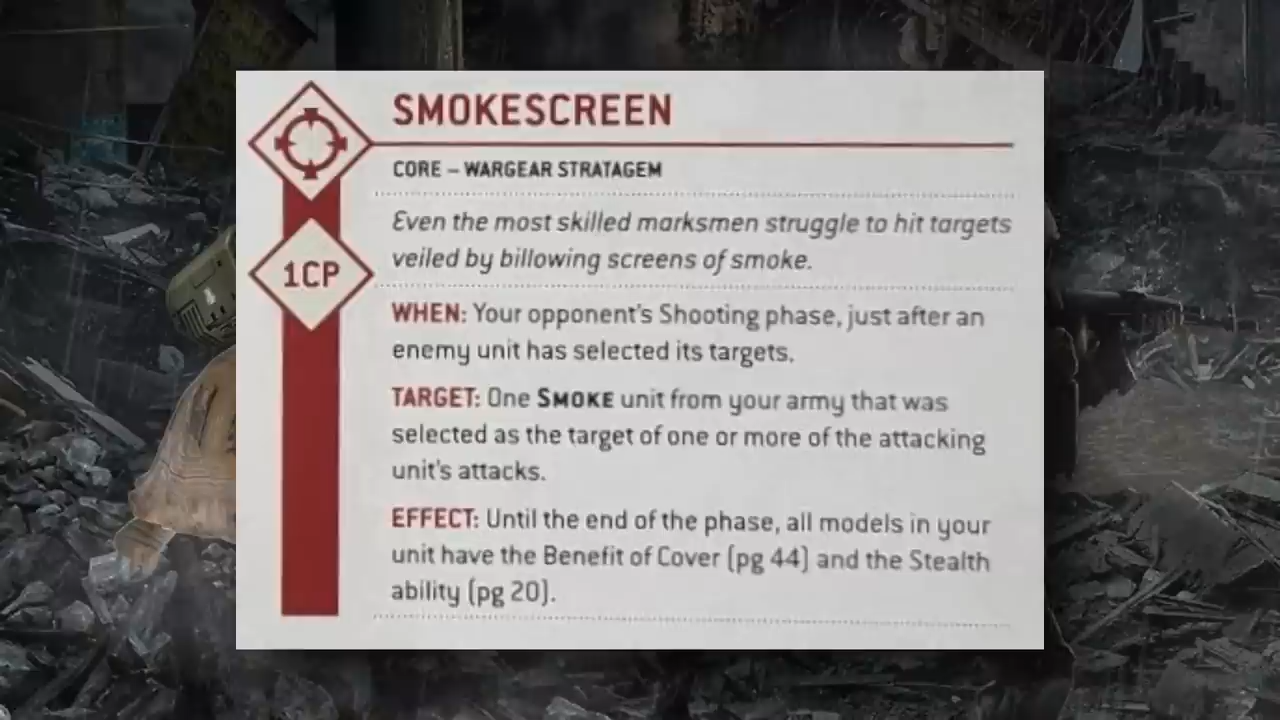 SMOKESCREEN
CORE – WARGEAR STRATAGEM
Even the most skilled marksmen struggle to hit targets
veiled by billowing screens of smoke.
1CP
WHEN: Your opponent's Shooting phase, just after an
enemy unit has selected its targets.
TARGET: One SMOKE unit from your army that was
selected as the target of one or more of the attacking
unit's attacks.
EFFECT: Until the end of the phase, all models in your
unit have the Benefit of Cover (pg 44) and the Stealth
ability (pg 20).